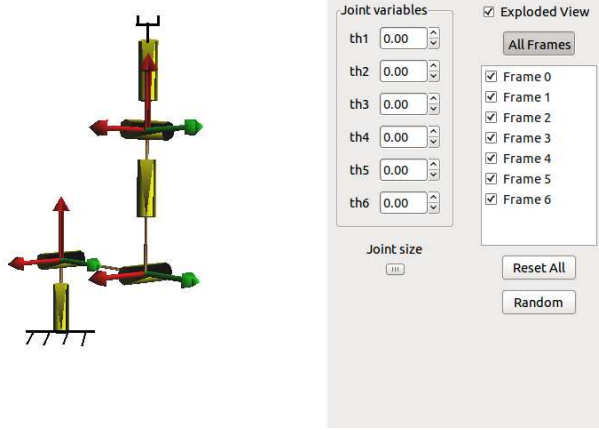 Joint variables
Exploded View
th1 0.00
All Frames
th2 0.00
Frame 0
th3 0.00
Frame 1
Frame 2
th4 0.00
Frame 3
th5 0.00
Frame 4
Frame 5
th6 0.00
Frame 6
Joint size
Reset All
Random